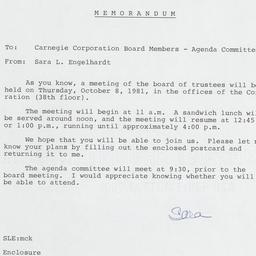 MEMORANDUM
To: Carnegie Corporation Board Members - Agenda Committe
From: Sara L. Engelhardt
As you know, a meeting of the board of trustees will be
held on Thursday, October 8, 1981, in the offices of the Co
ration (38th floor).
The meeting will begin at 11 a.m. A sandwich lunch wil
be served around noon, and the meeting will resume at 12:45
or 1:00 p.m., running until approximately 4:00 p.m.
We hope that you will be able to join us. Please let
know your plans by filling out the enclosed postcard and
returning it to me.
The agenda committee will meet at 9:30, prior to the
board meeting. I would appreciate knowing whether you will
be able to attend.
Sara
SLE:mck
Enclosure